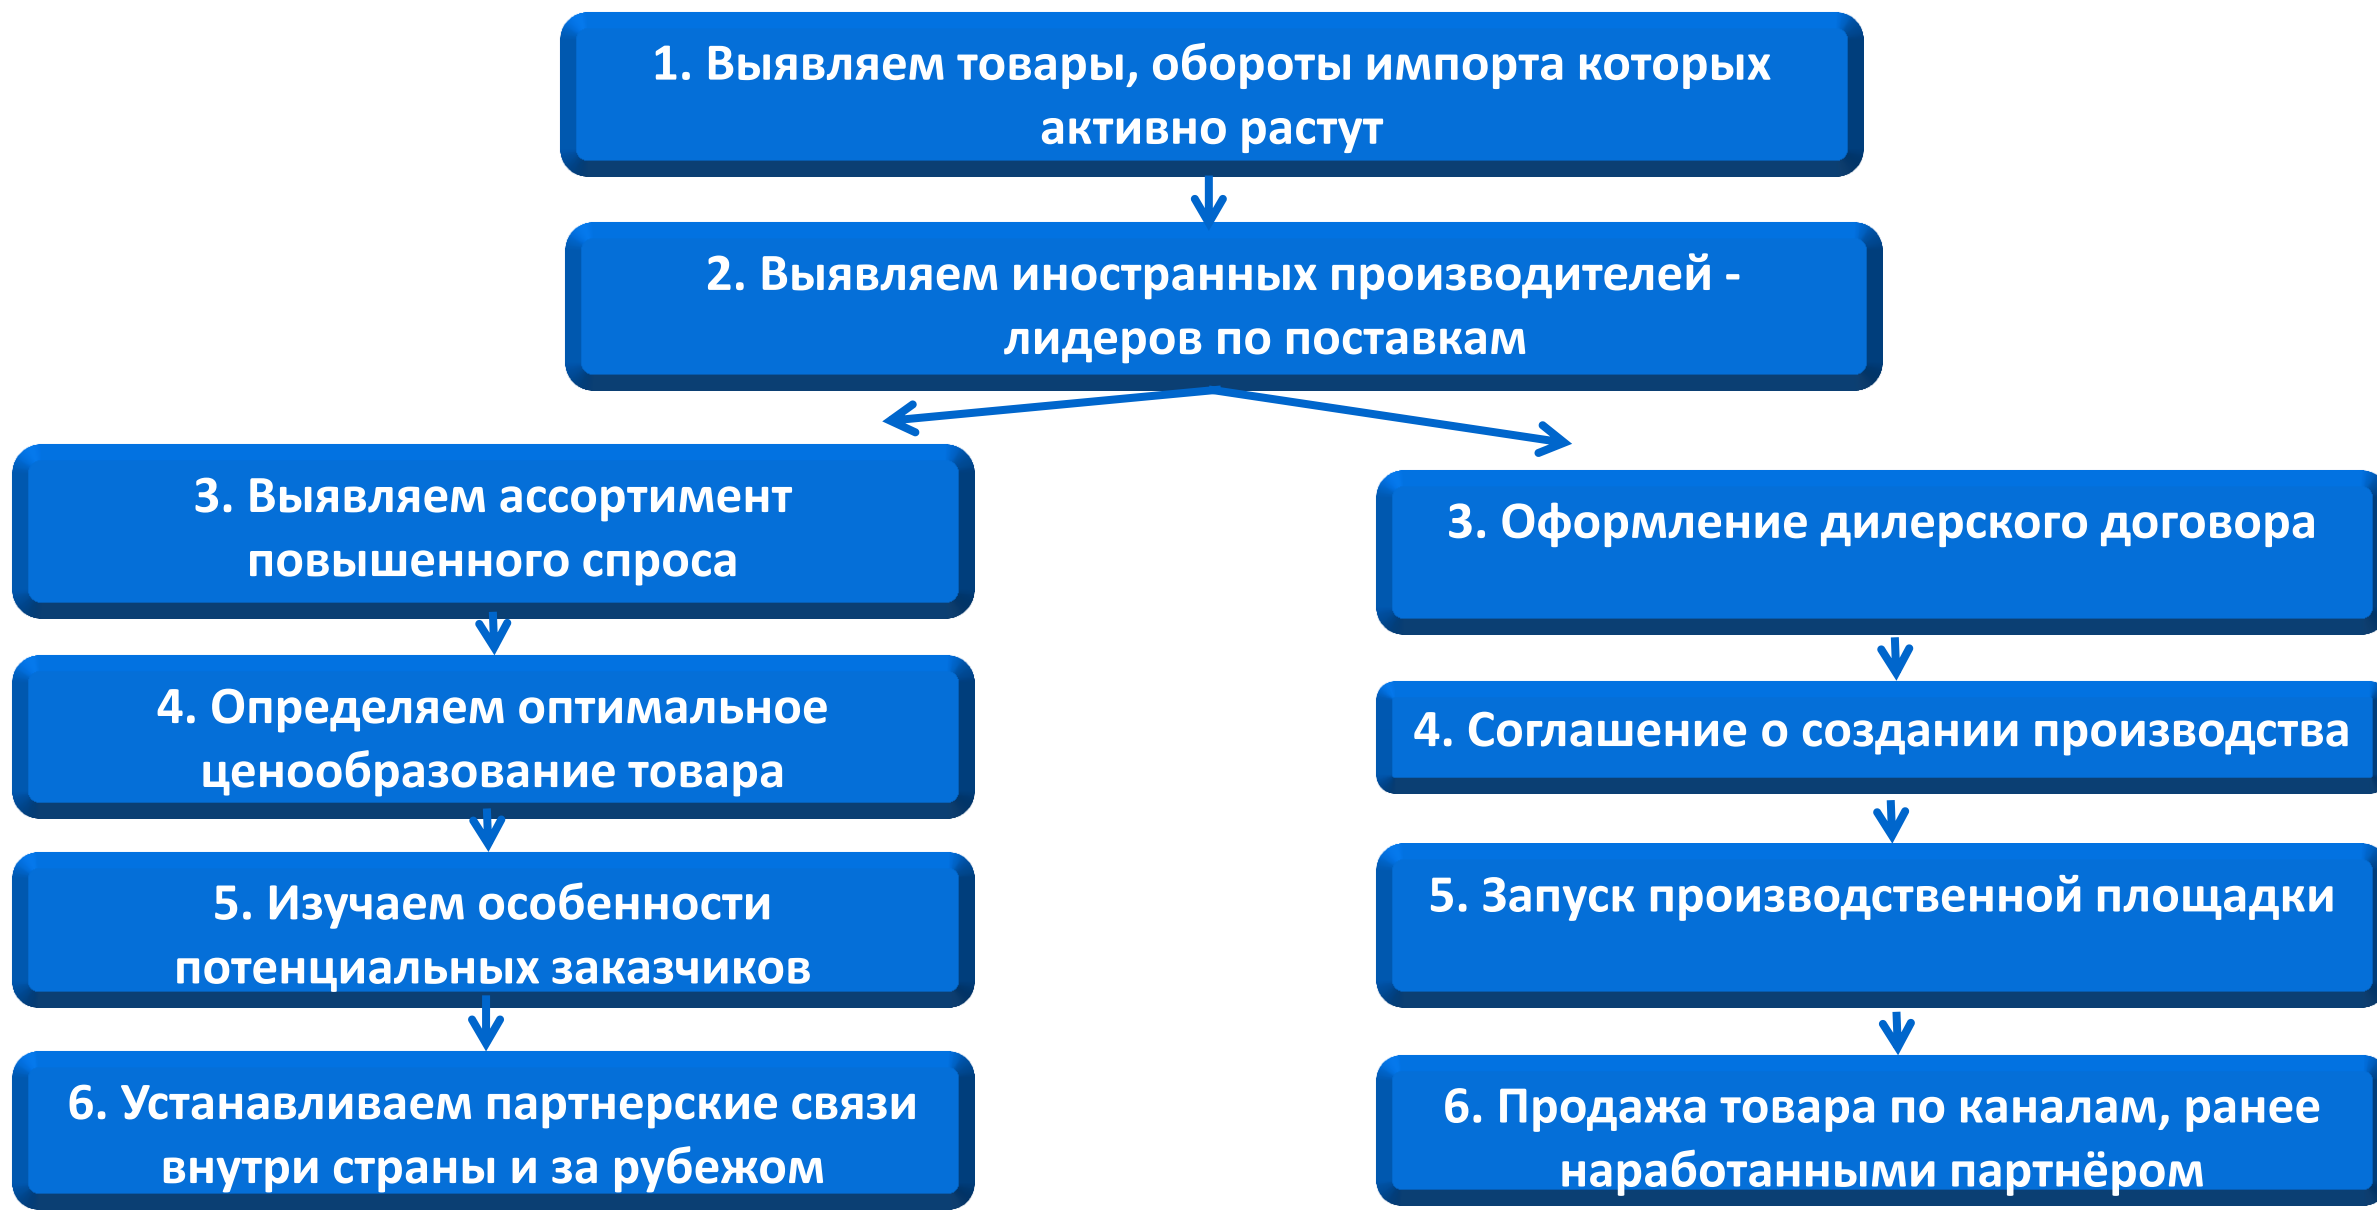 1. Выявляем товары, обороты импорта которых
активно растут
2. Выявляем иностранных производителей -
лидеров по поставкам
3. Выявляем ассортимент
повышенного спроса
4. Определяем оптимальное
ценообразование товара
5. Изучаем особенности
потенциальных заказчиков
6. Устанавливаем партнерские связи
внутри страны и за рубежом
3. Оформление дилерского договора
4. Соглашение о создании производства
5. Запуск производственной площадки
6. Продажа товара по каналам, ранее
наработанными партнёром